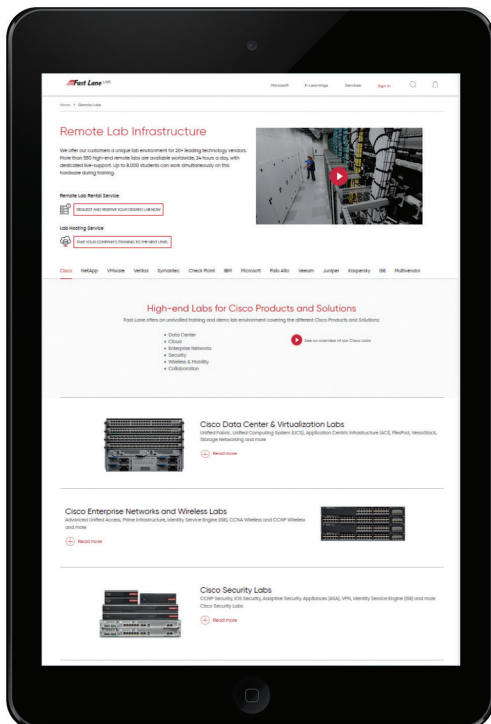 Fast Lane LIVE
Microsoft E-Learnings Services Sign in
Home > Remote Labs
Remote Lab Infrastructure
We offer our customers a unique lab environment for 20+ leading technology vendors.
More than 550 high-end remote labs are available worldwide, 24 hours a day, with
dedicated live-support. Up to 8,000 students can work simultaneously on this
hardware during training.
Remote Lab Rental Service
REQUEST AND RESERVE YOUR DESIRED LAB NOW
Lab Hosting Service
TAKE YOUR COMPANY'S TRAINING TO THE NEXT LEVEL
Cisco NetApp VMware Veritas Symantec Check Point IBM Microsoft Palo Alto Veeam Juniper Kaspersky ISE Multivendor
High-end Labs for Cisco Products and Solutions
Fast Lane offers an unrivalled training and demo lab environment covering the different Cisco Products and Solutions:
• Data Center
• Cloud
• Enterprise Networks
• Security
• Wireless & Mobility
• Collaboration
See an overview of our Cisco Labs
Cisco Data Center & Virtualization Labs
Unified Fabric, Unified Computing System (UCS), Application Centric Infrastructure (ACI), FlexPod, VersaStack,
Storage Networking and more
Read more
Cisco Enterprise Networks and Wireless Labs
Advanced Unified Access, Prime Infrastructure, Identity Service Engine (ISE), CCNA Wireless and CCNP Wireless
and more
Read more
Cisco Security Labs
CCNP Security, IOS Security, Adaptive Security Appliances (ASA), VPN, Identity Service Engine (ISE) and more
Cisco Security Labs
Read more